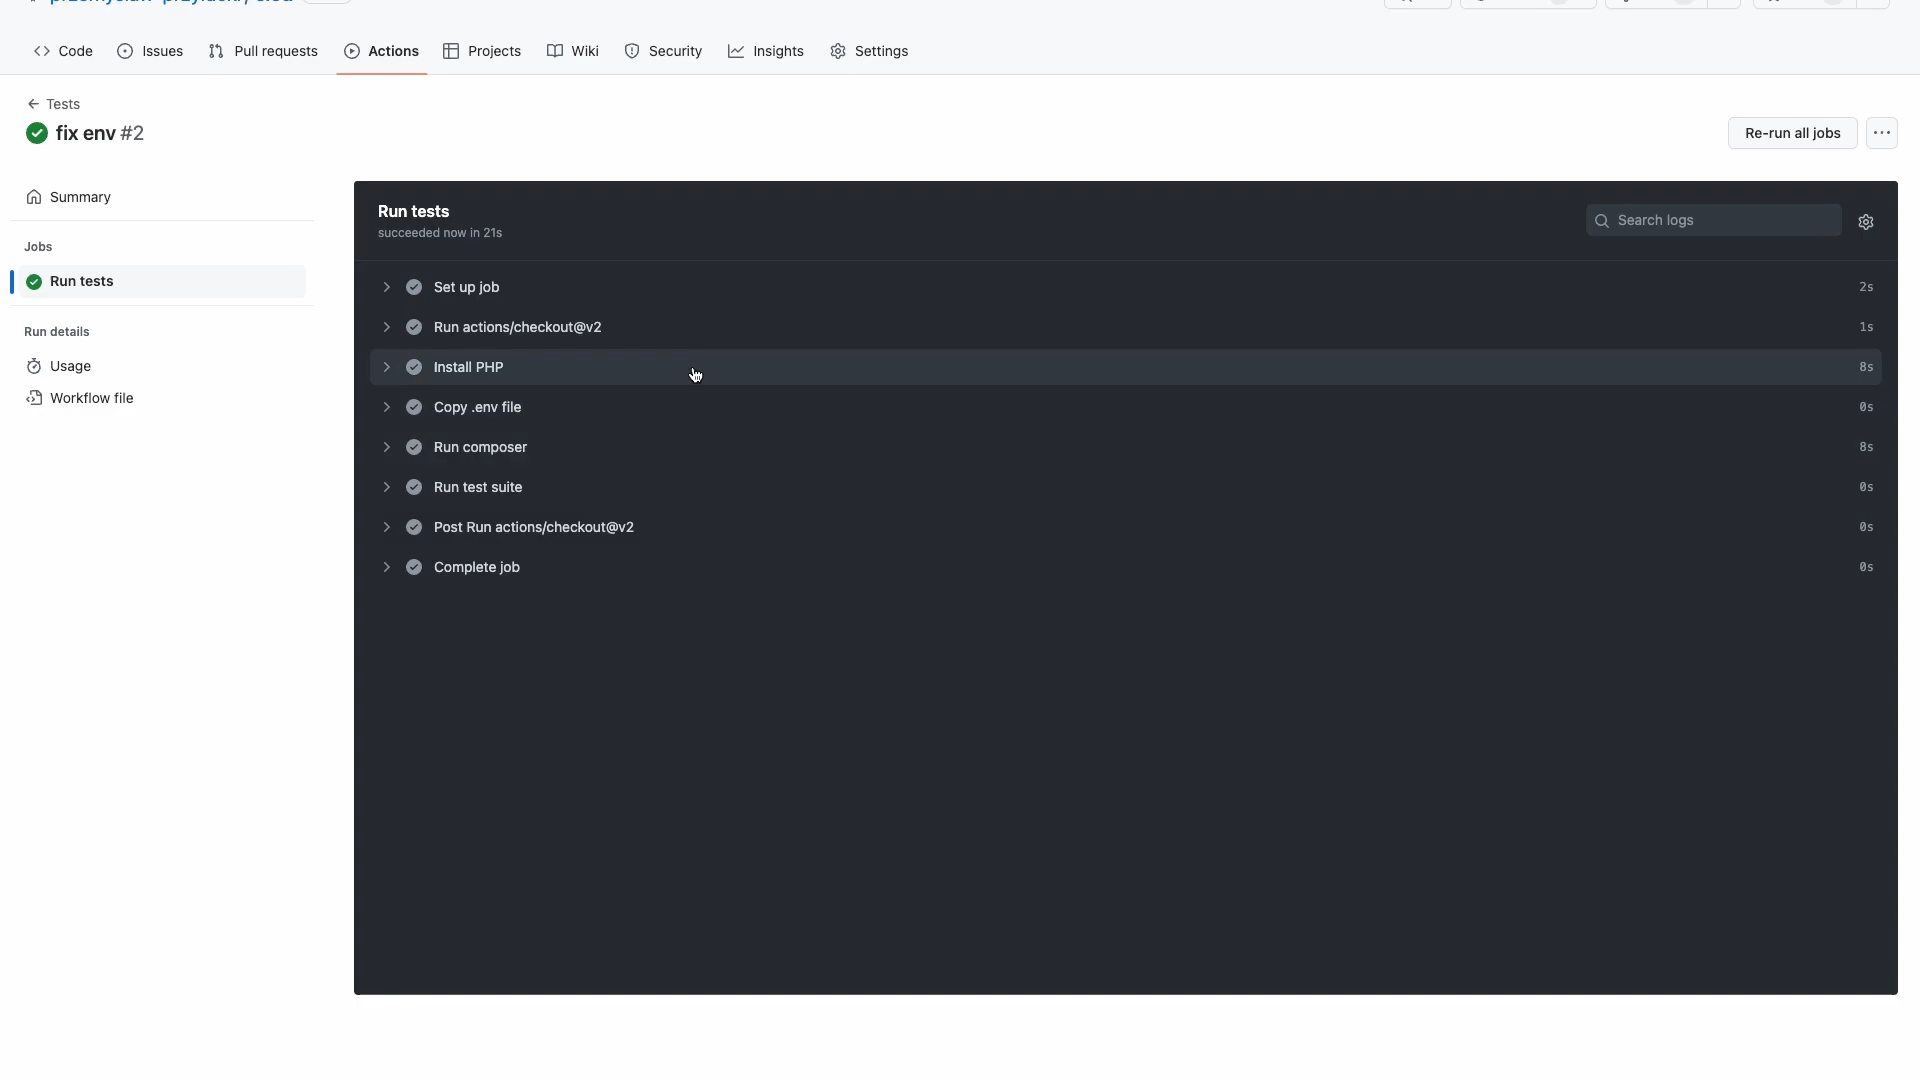 Code Issues Pull requests Actions Projects Wiki Security Insights Settings
Tests
fix env #2
Re-run all jobs
Summary
Jobs
Run tests
Run details
Usage
Workflow file
Run tests
succeeded now in 21s
Search logs
Set up job 2s
Run actions/checkout@v2 1s
Install PHP 8s
Copy .env file 0s
Run composer 8s
Run test suite 0s
Post Run actions/checkout@v2 0s
Complete job 0s